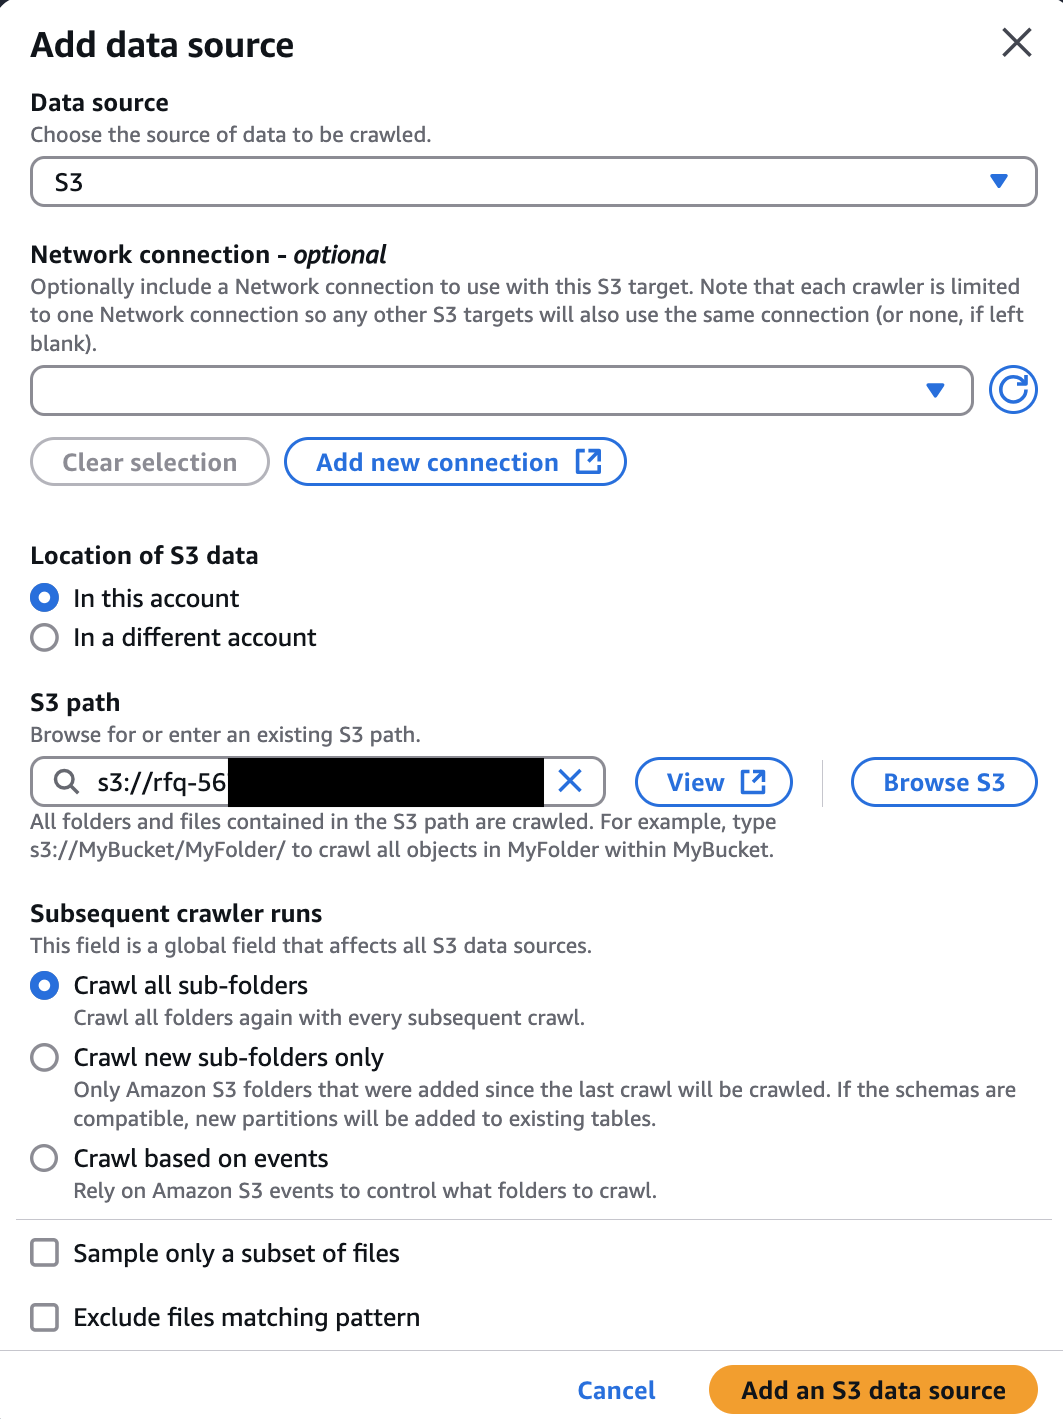 Add data source
Data source
Choose the source of data to be crawled.
S3
Network connection - optional
Optionally include a Network connection to use with this S3 target. Note that each crawler is limited
to one Network connection so any other S3 targets will also use the same connection (or none, if left
blank).
Clear selection
Add new connection
Location of S3 data
In this account
In a different account
S3 path
Browse for or enter an existing S3 path.
s3://rfq-56
View
Browse S3
All folders and files contained in the S3 path are crawled. For example, type
s3://MyBucket/MyFolder/ to crawl all objects in MyFolder within MyBucket.
Subsequent crawler runs
This field is a global field that affects all S3 data sources.
Crawl all sub-folders
Crawl all folders again with every subsequent crawl.
Crawl new sub-folders only
Only Amazon S3 folders that were added since the last crawl will be crawled. If the schemas are
compatible, new partitions will be added to existing tables.
Crawl based on events
Rely on Amazon S3 events to control what folders to crawl.
Sample only a subset of files
Exclude files matching pattern
Cancel
Add an S3 data source